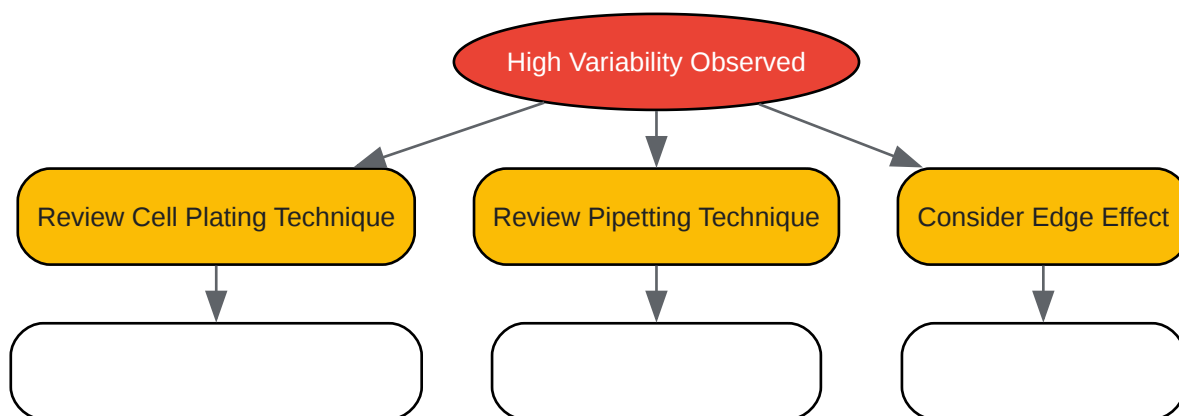 High Variability Observed
Review Cell Plating Technique
Review Pipetting Technique
Consider Edge Effect